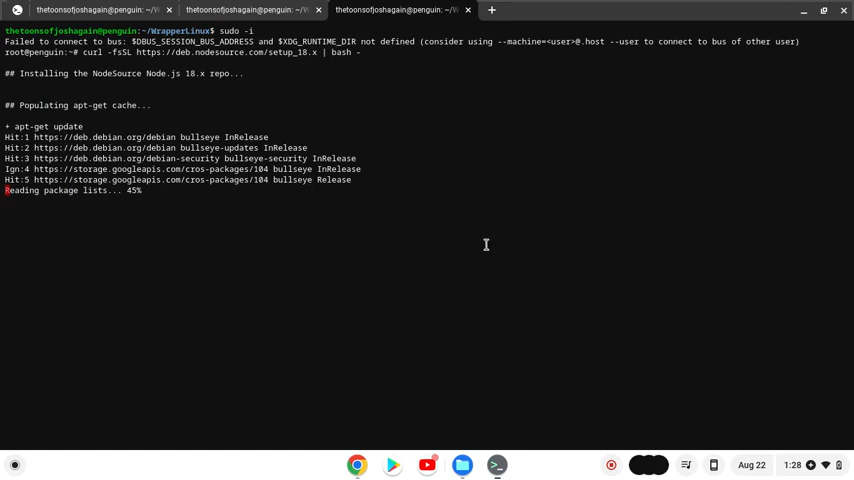 thetoonsofjoshagain@penguin: ~/W
thetoonsofjoshagain@penguin: ~/W
thetoonsofjoshagain@penguin: ~/W
thetoonsofjoshagain@penguin:~/WrapperLinux$ sudo -i
Failed to connect to bus: $DBUS_SESSION_BUS_ADDRESS and $XDG_RUNTIME_DIR not defined (consider using --machine=<user>@.host --user to connect to bus of other user)
root@penguin:~# curl -fsSL https://deb.nodesource.com/setup_18.x | bash -
## Installing the NodeSource Node.js 18.x repo...
## Populating apt-get cache...
+ apt-get update
Hit:1 https://deb.debian.org/debian bullseye InRelease
Hit:2 https://deb.debian.org/debian bullseye-updates InRelease
Hit:3 https://deb.debian.org/debian-security bullseye-security InRelease
Ign:4 https://storage.googleapis.com/cros-packages/104 bullseye InRelease
Hit:5 https://storage.googleapis.com/cros-packages/104 bullseye Release
Reading package lists... 45%
Aug 22
1:28